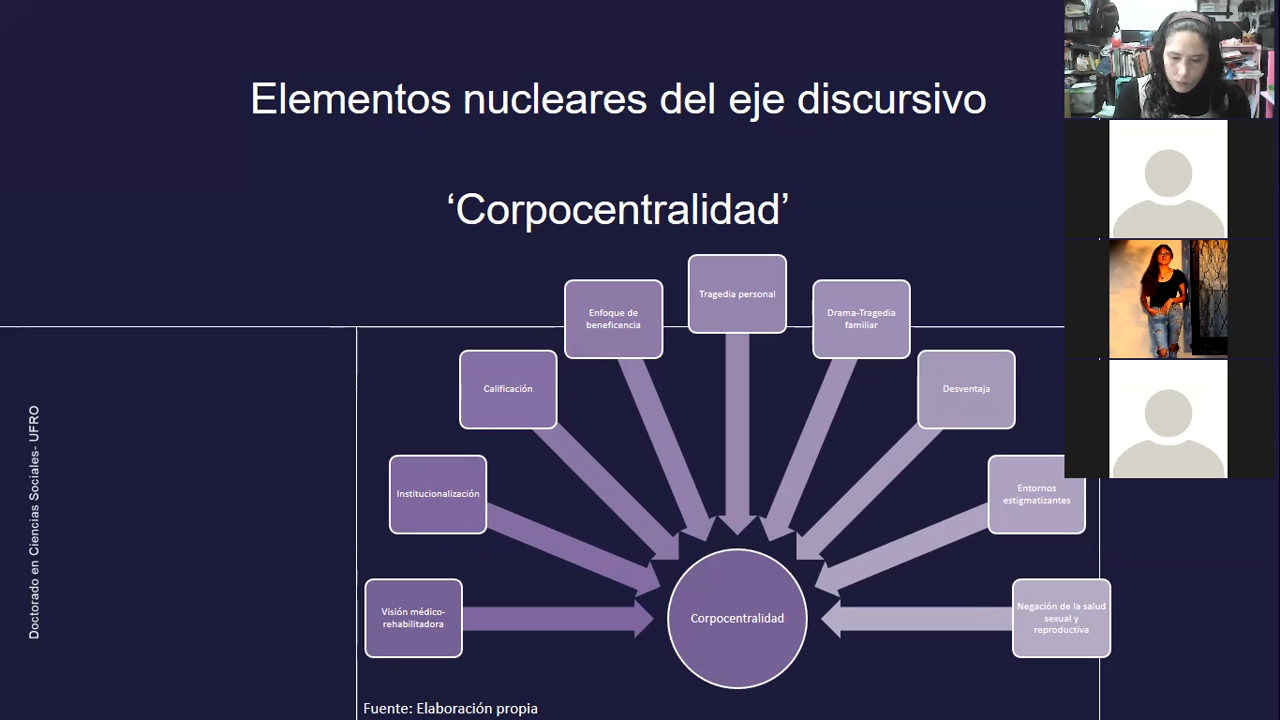 Elementos nucleares del eje discursivo
‘Corpocentralidad’
Tragedia personal
Enfoque de
beneficencia
Drama-Tragedia
familiar
Calificación
Desventaja
Institucionalización
Entornos
estigmatizantes
Visión médico-
rehabilitadora
Corpocentralidad
Negación de la salud
sexual y
reproductiva
Fuente: Elaboración propia
Doctorado en Ciencias Sociales- UFRO